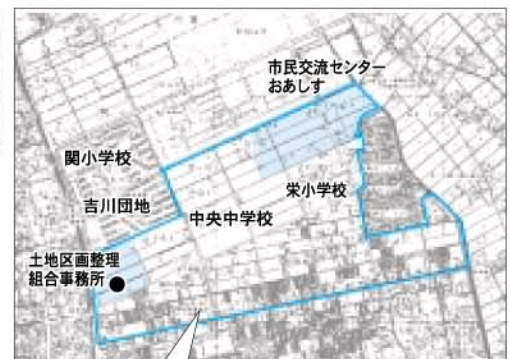 市民交流センター
おあしす
関小学校
栄小学校
吉川団地
中央中学校
土地区画整理
組合事務所